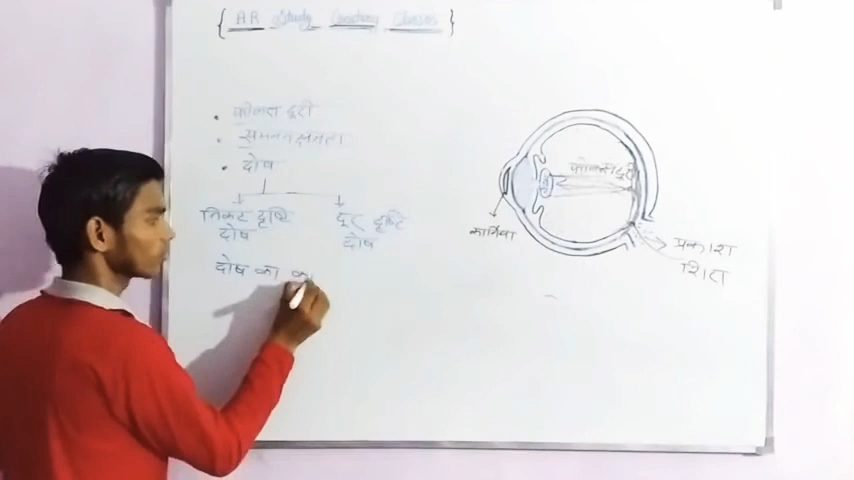 { AR Study Coaching Classes }
• फोकस दूरी
• समंजन क्षमता
• दोष
निकट दृष्टि
दोष
दूर दृष्टि
दोष
दोष का क
फोकस दूरी
कार्निया
प्रकाश
शिरा